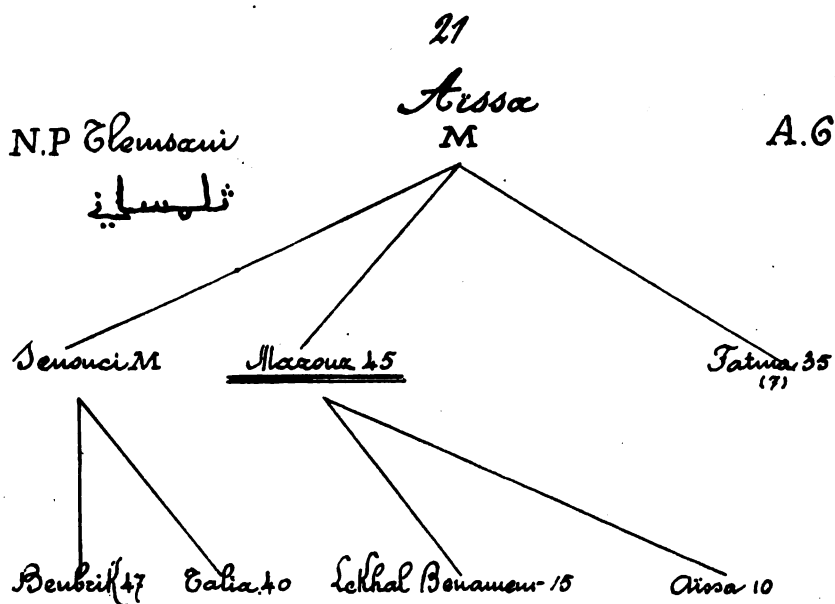 21
Aïssa
N.P Tlemsani M A.6
ثلمساني
Senouci M Mazouz 45 Fatma 35
(7)
Benbrik 47 Talia 40 Lekhal Benameur 15 Aïssa 10